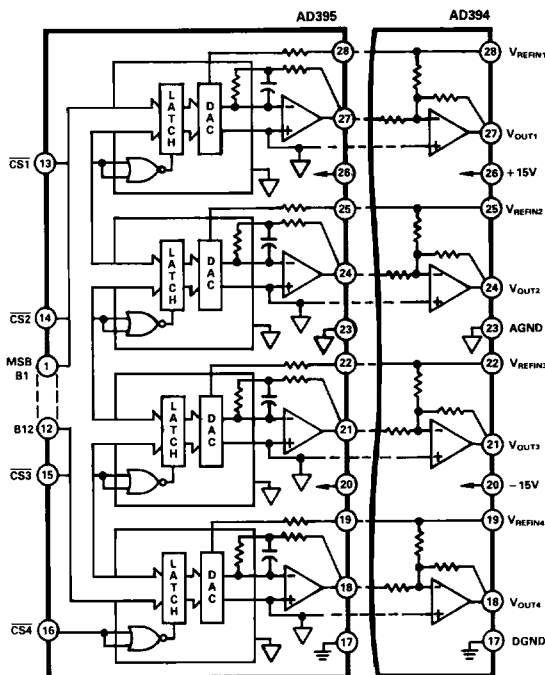 AD395
AD394
28
28
VREFIN1
LATCH
DAC
27
27
VOUT1
CS1
13
26
26
+15V
25
25
VREFIN2
LATCH
DAC
24
24
VOUT2
CS2
14
23
23
AGND
MSB
B1
1
22
22
VREFIN3
B12
12
LATCH
DAC
21
21
VOUT3
CS3
15
20
20
-15V
19
19
VREFIN4
LATCH
DAC
18
18
VOUT4
CS4
16
17
17
DGND